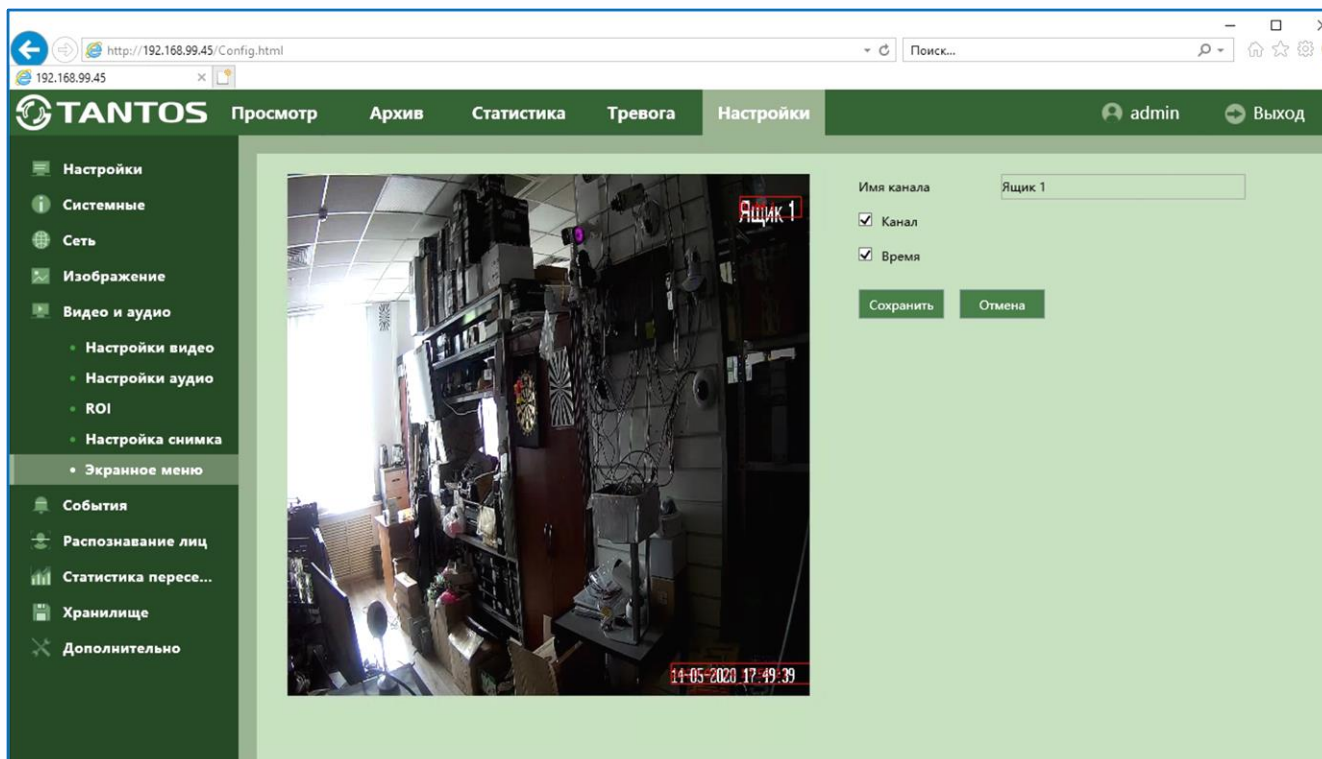 http://192.168.99.45/Config.html
Поиск...
192.168.99.45
TANTOS
Просмотр Архив Статистика Тревога Настройки admin Выход
Настройки
Системные
Сеть
Изображение
Видео и аудио
Настройки видео
Настройки аудио
ROI
Настройка снимка
Экранное меню
События
Распознавание лиц
Статистика пересе...
Хранилище
Дополнительно
Ящик 1
14-05-2020 17:49:39
Имя канала Ящик 1
Канал
Время
Сохранить Отмена